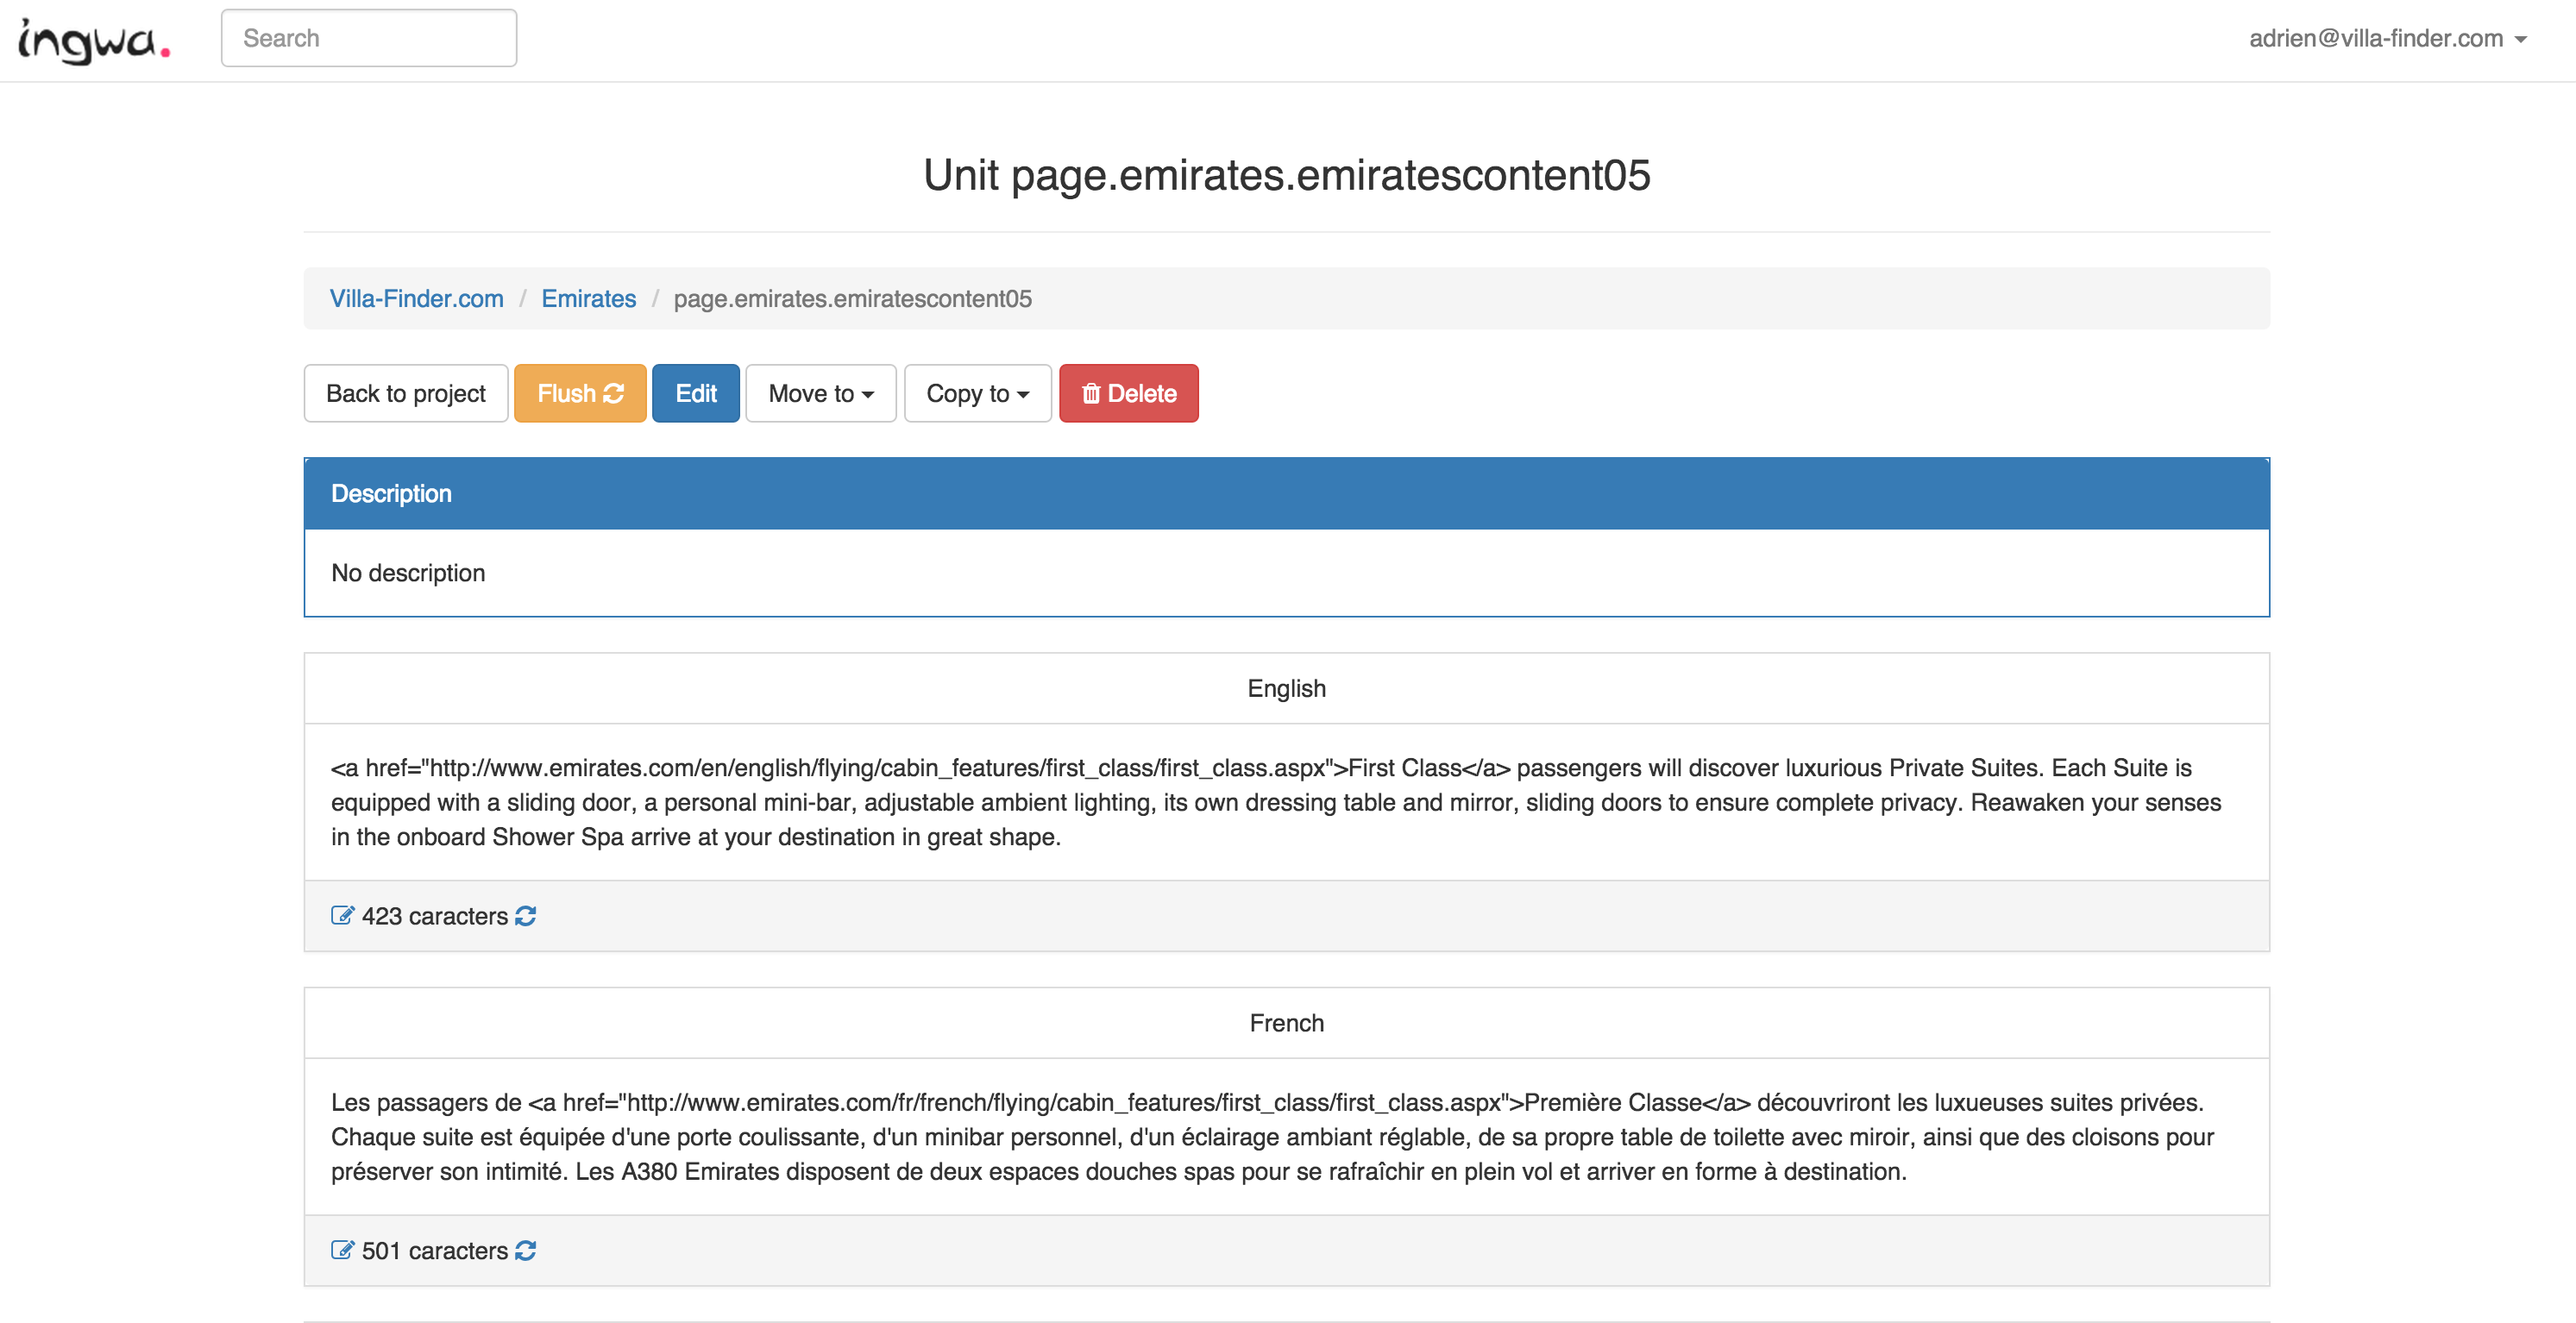 ingwa.
Search
adrien@villa-finder.com
Unit page.emirates.emiratescontent05
Villa-Finder.com / Emirates / page.emirates.emiratescontent05
Back to project Flush Edit Move to Copy to Delete
Description
No description
English
<a href="http://www.emirates.com/en/english/flying/cabin_features/first_class/first_class.aspx">First Class</a> passengers will discover luxurious Private Suites. Each Suite is
equipped with a sliding door, a personal mini-bar, adjustable ambient lighting, its own dressing table and mirror, sliding doors to ensure complete privacy. Reawaken your senses
in the onboard Shower Spa arrive at your destination in great shape.
423 caracters
French
Les passagers de <a href="http://www.emirates.com/fr/french/flying/cabin_features/first_class/first_class.aspx">Première Classe</a> découvriront les luxueuses suites privées.
Chaque suite est équipée d'une porte coulissante, d'un minibar personnel, d'un éclairage ambiant réglable, de sa propre table de toilette avec miroir, ainsi que des cloisons pour
préserver son intimité. Les A380 Emirates disposent de deux espaces douches spas pour se rafraîchir en plein vol et arriver en forme à destination.
501 caracters